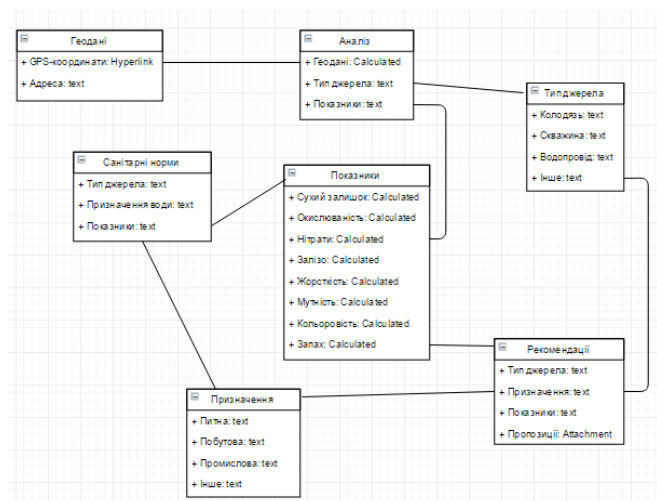 Геодані
+ GPS-координати: Hyperlink
+ Адреса: text
Аналіз
+ Геодані: Calculated
+ Тип джерела: text
+ Показники: text
Тип джерела
+ Колодязь: text
+ Скважина: text
+ Водопровід: text
+ Інше: text
Санітарні норми
+ Тип джерела: text
+ Призначення води: text
+ Показники: text
Показники
+ Сухий залишок: Calculated
+ Окислюваність: Calculated
+ Нітрати: Calculated
+ Залізо: Calculated
+ Жорсткість: Calculated
+ Мутність: Calculated
+ Кольоровість: Calculated
+ Запах: Calculated
Рекомендації
+ Тип джерела: text
+ Призначення: text
+ Показники: text
+ Пропозиції: Attachment
Призначення
+ Питна: text
+ Побутова: text
+ Промислова: text
+ Інше: text